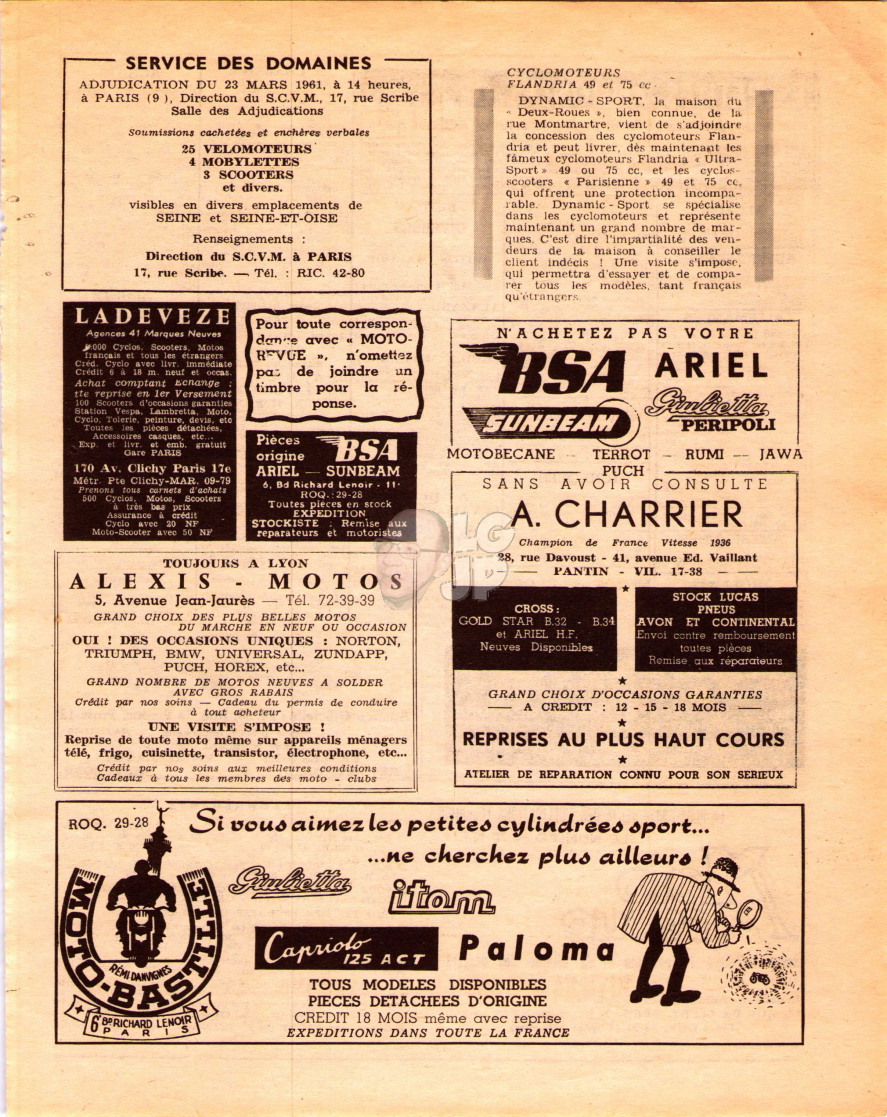 SERVICE DES DOMAINES
ADJUDICATION DU 23 MARS 1961, à 14 heures,
à PARIS (9 ), Direction du S.C.V.M., 17, rue Scribe
Salle des Adjudications
Soumissions cachetées et enchères verbales
25 VELOMOTEURS
4 MOBYLETTES
3 SCOOTERS
et divers.
visibles en divers emplacements de
SEINE et SEINE-ET-OISE
Renseignements :
Direction du S.C.V.M. à PARIS
17, rue Scribe. — Tél. : RIC. 42-80
CYCLOMOTEURS
FLANDRIA 49 et 75 cc
DYNAMIC - SPORT, la maison du
« Deux-Roues », bien connue, de la
rue Montmartre, vient de s'adjoindre
la concession des cyclomoteurs Flan-
dria et peut livrer, dès maintenant les
fameux cyclomoteurs Flandria « Ultra-
Sport » 49 ou 75 cc, et les cyclos-
scooters « Parisienne » 49 et 75 cc,
qui offrent une protection incompa-
rable. Dynamic - Sport se spécialise
dans les cyclomoteurs et représente
maintenant un grand nombre de mar-
ques. C'est dire l'impartialité des ven-
deurs de la maison à conseiller le
client indécis ! Une visite s'impose,
qui permettra d'essayer et de compa-
rer tous les modèles, tant français
qu'étrangers.
LADEVEZE
Agences 41 Marques Neuves
.000 Cyclos, Scooters, Motos
français et tous les étrangers
Créd. Cyclo avec livr. immédiate
Crédit 6 à 18 m. neuf et occas.
Achat comptant Echange :
tte reprise en 1er Versement
100 Scooters d'occasions garanties
Station Vespa, Lambretta, Moto,
Cyclo, Tolerie, peinture, devis, etc
Toutes les pièces détachées,
Accessoires casques, etc...
Exp. et livr. et emb. gratuit
Gare PARIS
170 Av. Clichy Paris 17e
Métr. Pte Clichy-MAR. 09-79
Prenons tous carnets d'achats
500 Cyclos, Motos, Scooters
à très bas prix
Assurance à crédit
Cyclo avec 20 NF
Moto-Scooter avec 50 NF
Pour toute correspon-
dance avec « MOTO-
REVUE », n'omettez
pas de joindre un
timbre pour la ré-
ponse.
Pièces
origine BSA
ARIEL — SUNBEAM
6, Bd Richard Lenoir - 11·
ROQ. : 29-28
Toutes pièces en stock
EXPEDITION
STOCKISTE : Remise aux
réparateurs et motoristes
N'ACHETEZ PAS VOTRE
BSA ARIEL
SUNBEAM Giulietta
PERIPOLI
MOTOBECANE — TERROT — RUMI — JAWA
PUCH
SANS AVOIR CONSULTE
A. CHARRIER
Champion de France Vitesse 1936
28, rue Davoust - 41, avenue Ed. Vaillant
PANTIN - VIL. 17-38
CROSS :
GOLD STAR B.32 - B.34
et ARIEL H.F.
Neuves Disponibles
STOCK LUCAS
PNEUS
AVON ET CONTINENTAL
Envoi contre remboursement
toutes pièces
Remise aux réparateurs
GRAND CHOIX D'OCCASIONS GARANTIES
— A CREDIT : 12 - 15 - 18 MOIS —
REPRISES AU PLUS HAUT COURS
ATELIER DE REPARATION CONNU POUR SON SERIEUX
TOUJOURS A LYON
ALEXIS - MOTOS
5, Avenue Jean-Jaurès — Tél. 72-39-39
GRAND CHOIX DES PLUS BELLES MOTOS
DU MARCHE EN NEUF OU OCCASION
OUI ! DES OCCASIONS UNIQUES : NORTON,
TRIUMPH, BMW, UNIVERSAL, ZUNDAPP,
PUCH, HOREX, etc...
GRAND NOMBRE DE MOTOS NEUVES A SOLDER
AVEC GROS RABAIS
Crédit par nos soins — Cadeau du permis de conduire
à tout acheteur
UNE VISITE S'IMPOSE !
Reprise de toute moto même sur appareils ménagers
télé, frigo, cuisinette, transistor, électrophone, etc...
Crédit par nos soins aux meilleures conditions
Cadeaux à tous les membres des moto - clubs
LGJP
ROQ. 29-28
Si vous aimez les petites cylindrées sport...
...ne cherchez plus ailleurs !
Giulietta
itom
Capriolo
125 ACT
Paloma
MOTO-BASTILLE
RÉMI DANVIGNES
6 BD RICHARD LENOIR
PARIS
TOUS MODELES DISPONIBLES
PIECES DETACHEES D'ORIGINE
CREDIT 18 MOIS même avec reprise
EXPEDITIONS DANS TOUTE LA FRANCE